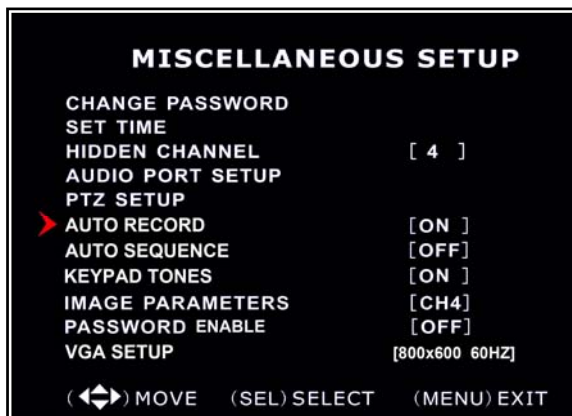 MISCELLANEOUS SETUP
CHANGE PASSWORD
SET TIME
HIDDEN CHANNEL [ 4 ]
AUDIO PORT SETUP
PTZ SETUP
AUTO RECORD [ON ]
AUTO SEQUENCE [OFF]
KEYPAD TONES [ON ]
IMAGE PARAMETERS [CH4]
PASSWORD ENABLE [OFF]
VGA SETUP [800x600 60HZ]
(◀▲▼▶) MOVE (SEL) SELECT (MENU) EXIT